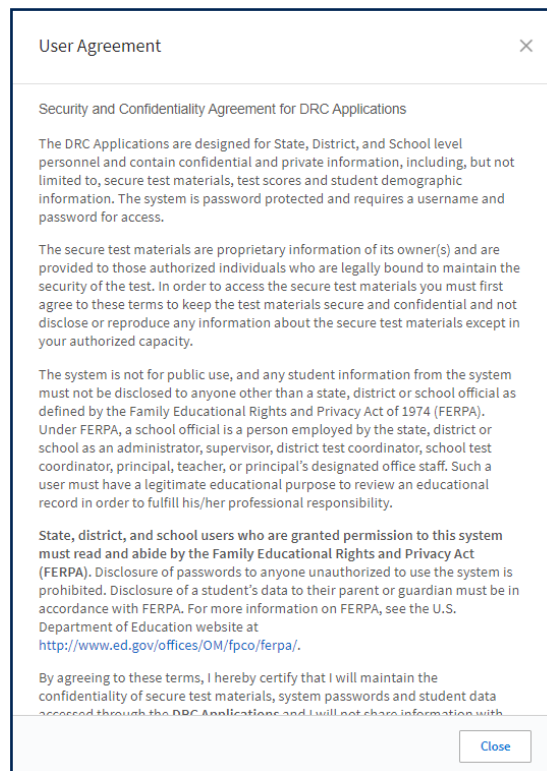 User Agreement
Security and Confidentiality Agreement for DRC Applications
The DRC Applications are designed for State, District, and School level
personnel and contain confidential and private information, including, but not
limited to, secure test materials, test scores and student demographic
information. The system is password protected and requires a username and
password for access.
The secure test materials are proprietary information of its owner(s) and are
provided to those authorized individuals who are legally bound to maintain the
security of the test. In order to access the secure test materials you must first
agree to these terms to keep the test materials secure and confidential and not
disclose or reproduce any information about the secure test materials except in
your authorized capacity.
The system is not for public use, and any student information from the system
must not be disclosed to anyone other than a state, district or school official as
defined by the Family Educational Rights and Privacy Act of 1974 (FERPA).
Under FERPA, a school official is a person employed by the state, district or
school as an administrator, supervisor, district test coordinator, school test
coordinator, principal, teacher, or principal's designated office staff. Such a
user must have a legitimate educational purpose to review an educational
record in order to fulfill his/her professional responsibility.
State, district, and school users who are granted permission to this system
must read and abide by the Family Educational Rights and Privacy Act
(FERPA). Disclosure of passwords to anyone unauthorized to use the system is
prohibited. Disclosure of a student's data to their parent or guardian must be in
accordance with FERPA. For more information on FERPA, see the U.S.
Department of Education website at
http://www.ed.gov/offices/OM/fpco/ferpa/.
By agreeing to these terms, I hereby certify that I will maintain the
confidentiality of secure test materials, system passwords and student data
accessed through the DRC Applications and I will not share information with
Close